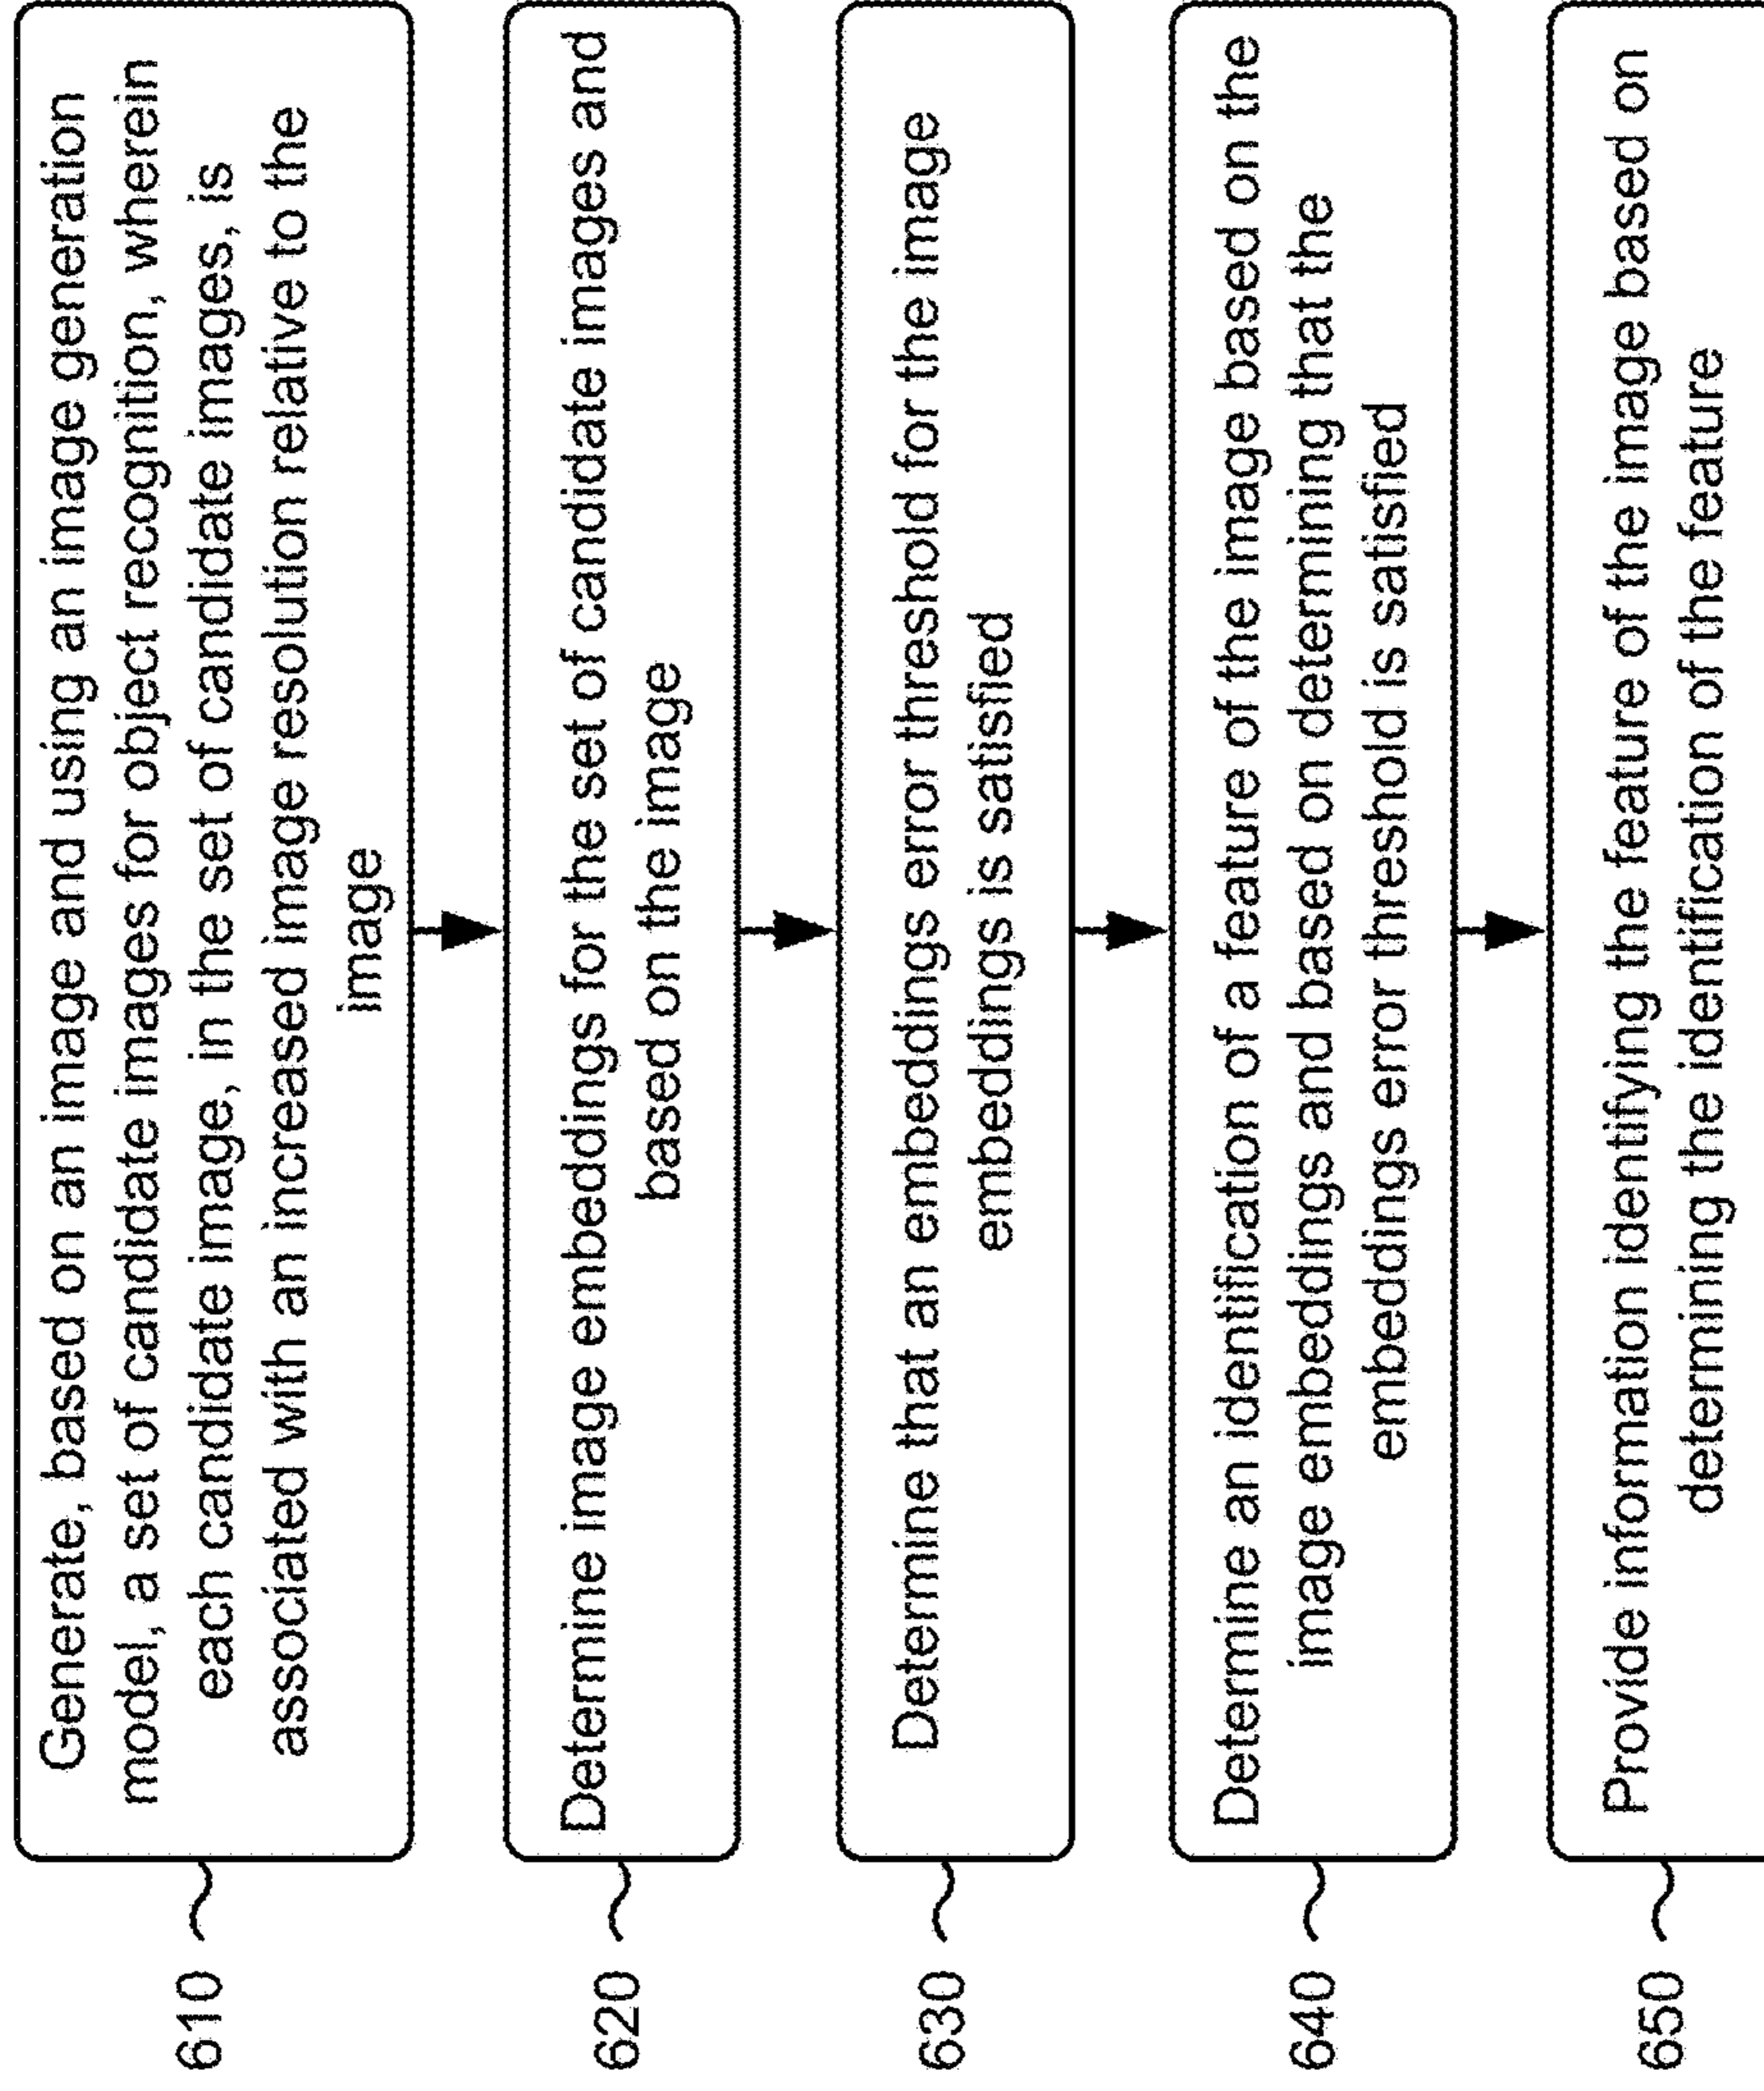 610
Generate, based on an image and using an image generation
model, a set of candidate images for object recognition, wherein
each candidate image, in the set of candidate images, is
associated with an increased image resolution relative to the
image
620
Determine image embeddings for the set of candidate images and
based on the image
630
Determine that an embeddings error threshold for the image
embeddings is satisfied
640
Determine an identification of a feature of the image based on the
image embeddings and based on determining that the
embeddings error threshold is satisfied
650
Provide information identifying the feature of the image based on
determining the identification of the feature